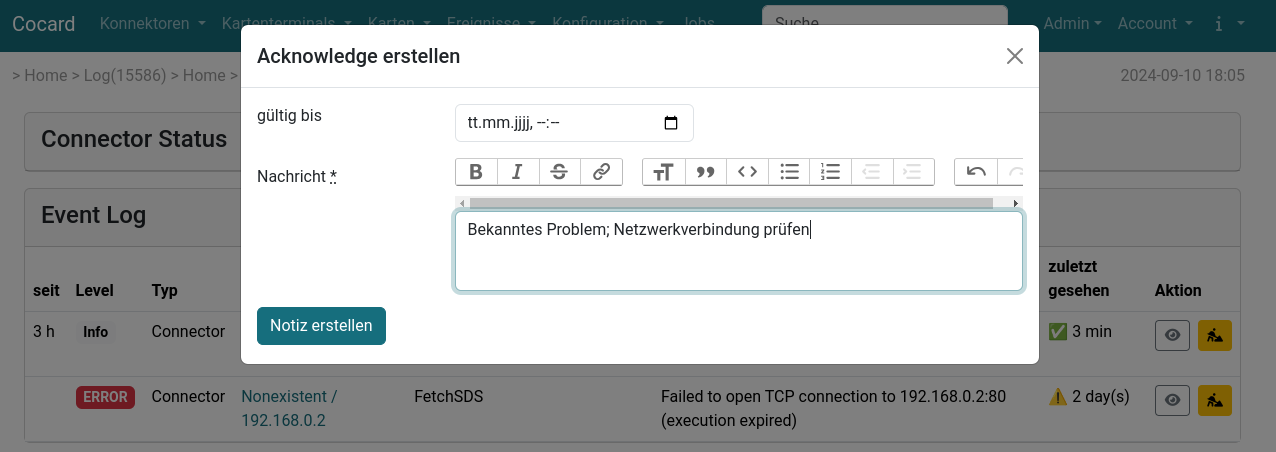 Cocard Konnektoren Kartenterminals Karten Ereignisse Konfiguration Jobs Suche Admin Account i
> Home > Log(15586) > Home > 2024-09-10 18:05
Acknowledge erstellen
gültig bis tt.mm.jjjj, --:--
Connector Status
Nachricht * B I S
Bekanntes Problem; Netzwerkverbindung prüfen
Event Log
seit Level Typ zuletzt
gesehen Aktion
Notiz erstellen
3 h Info Connector ✅ 3 min
ERROR Connector Nonexistent / FetchSDS Failed to open TCP connection to 192.168.0.2:80 ⚠️ 2 day(s)
192.168.0.2 (execution expired)